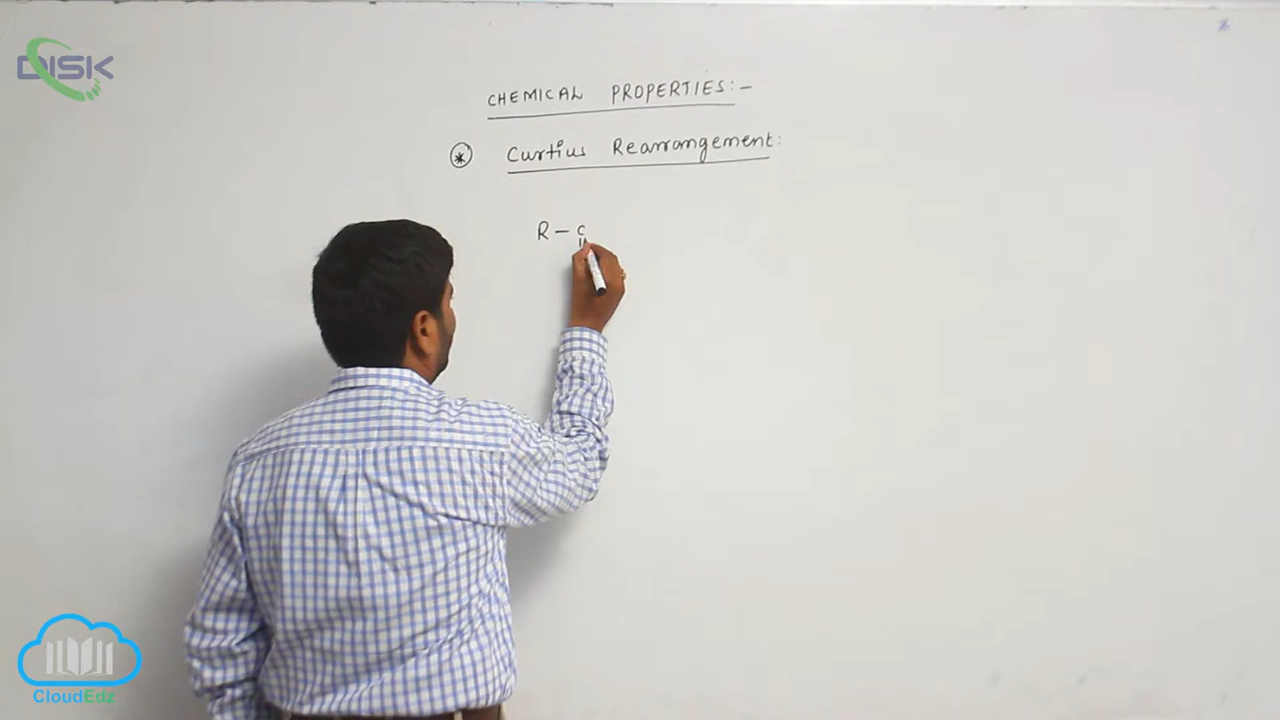 DISK
CHEMICAL PROPERTIES:-
* Curtius Rearrangement:
R - C
CloudEdz